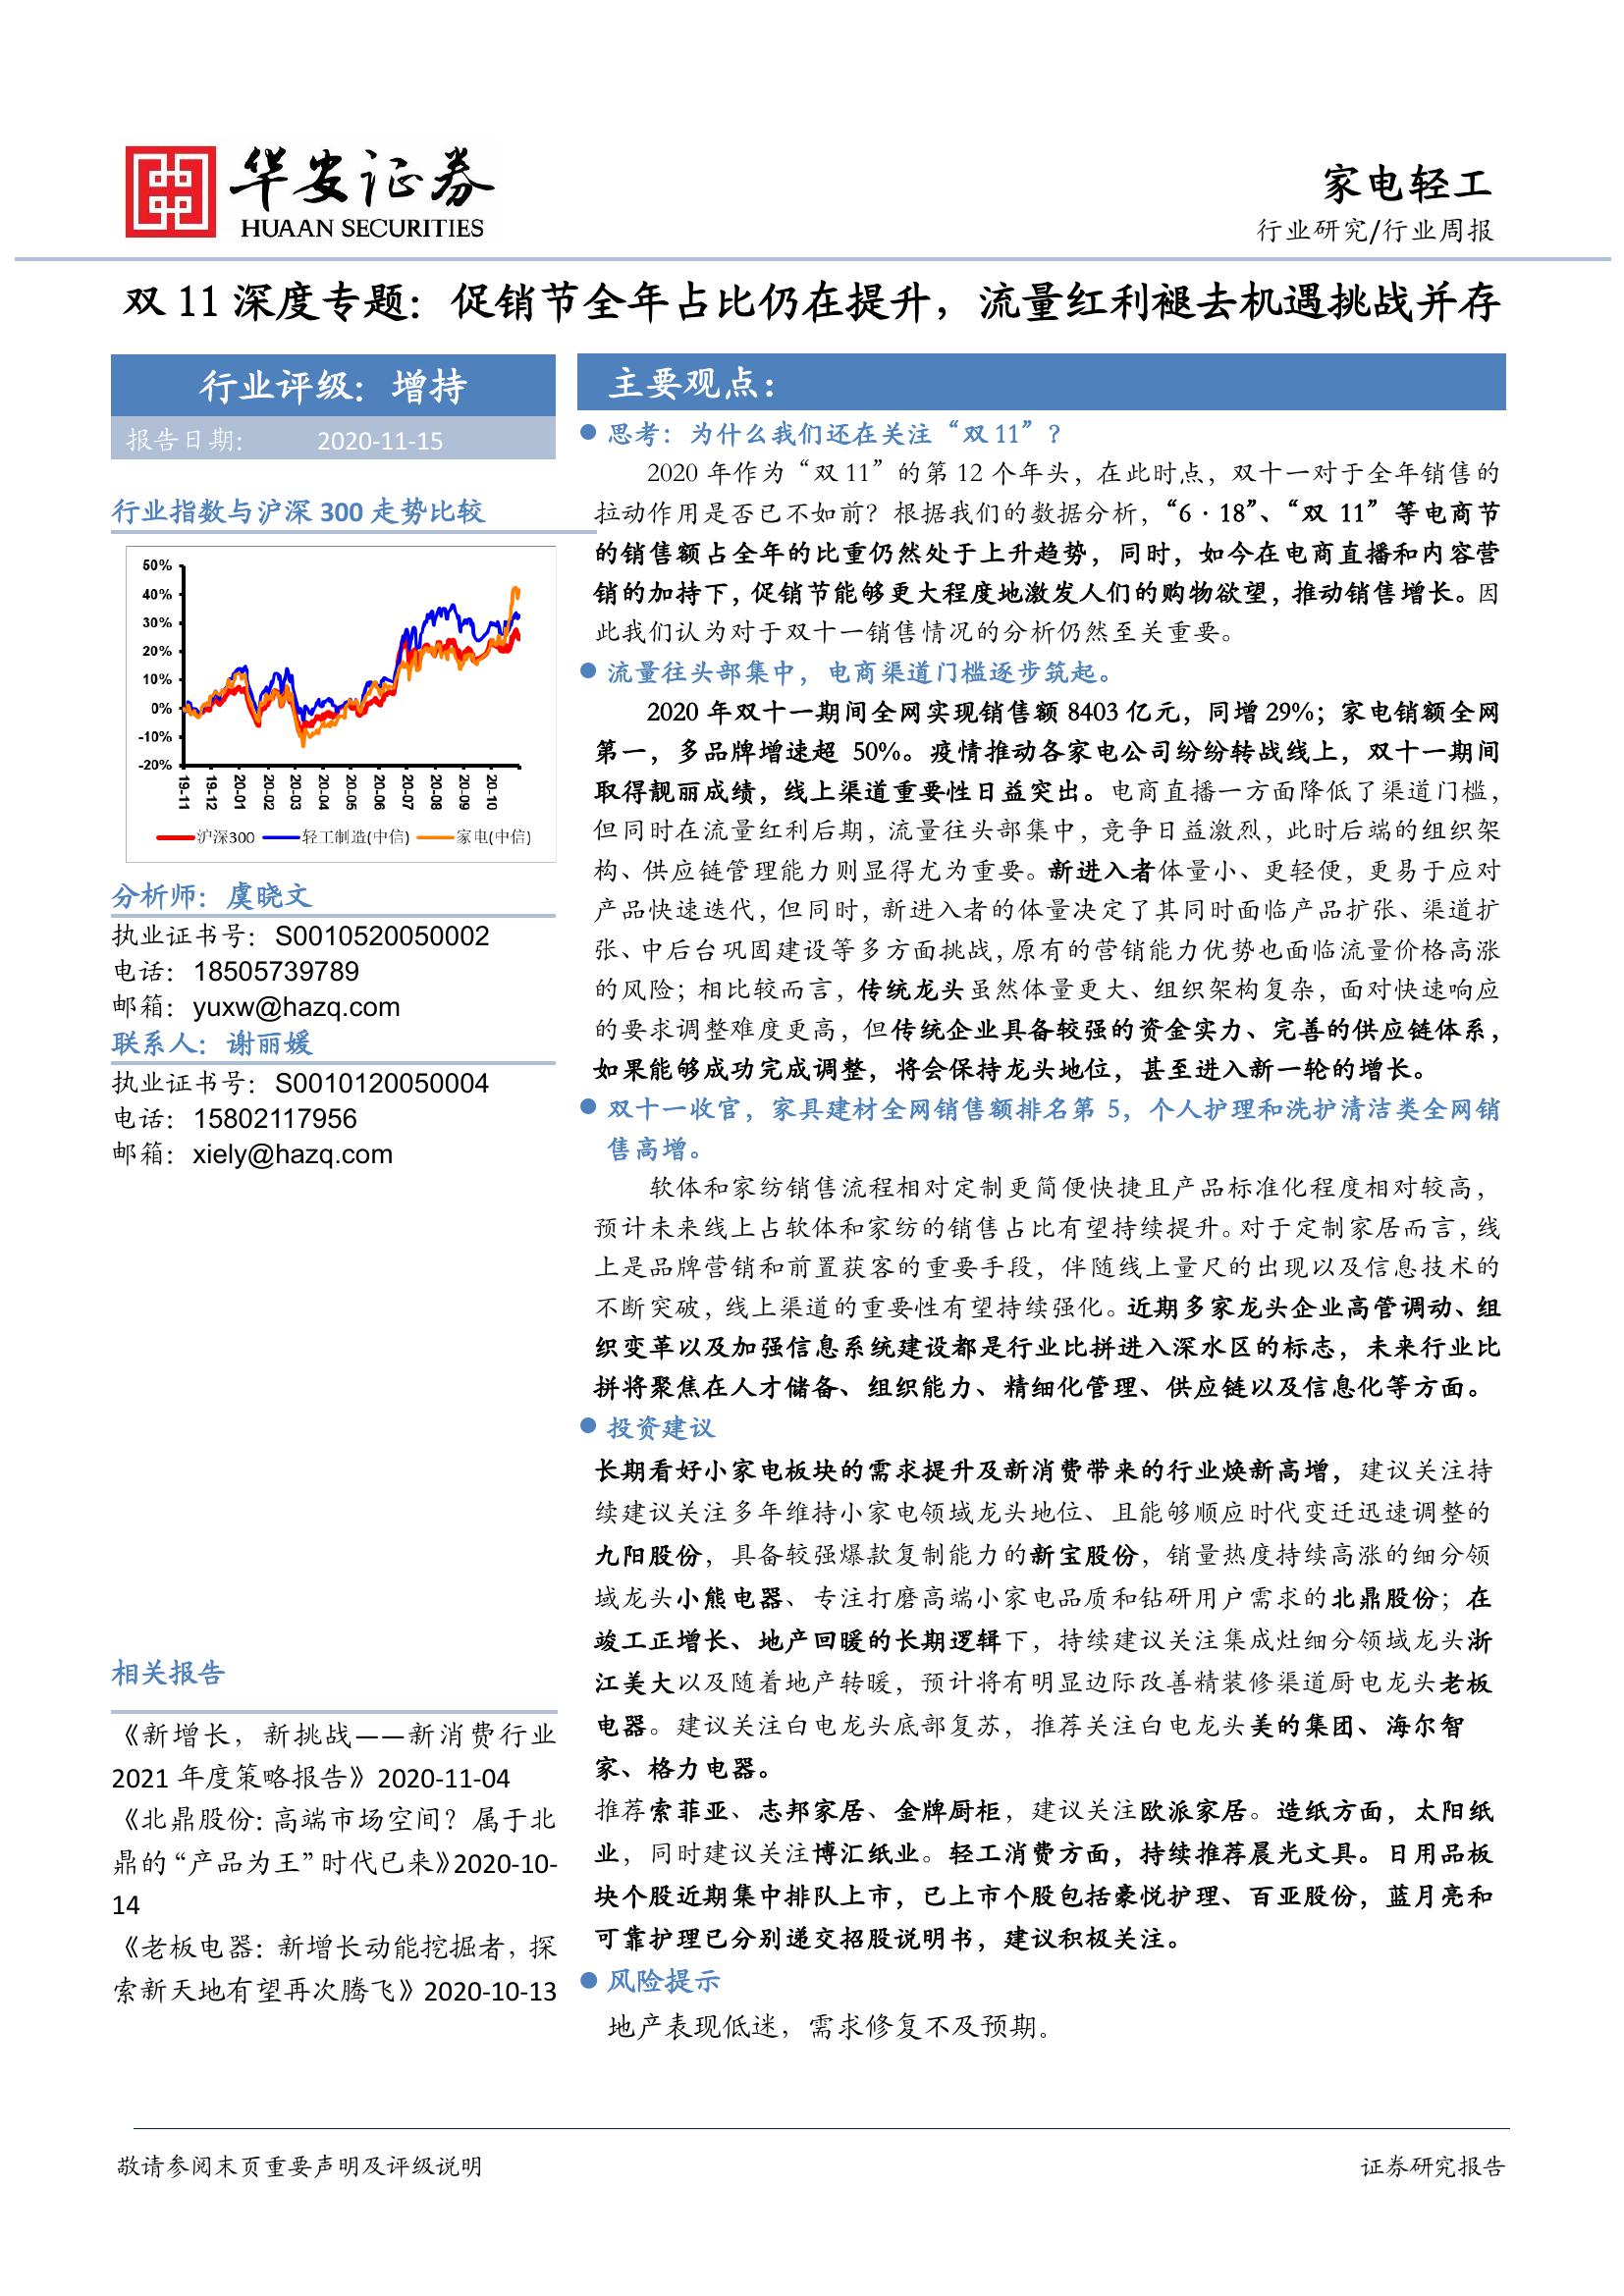 华安证券
HUAAN SECURITIES
家电轻工
行业研究/行业周报
双 11 深度专题：促销节全年占比仍在提升，流量红利褪去机遇挑战并存
行业评级：增持
报告日期： 2020-11-15
行业指数与沪深 300 走势比较
50%
40%
30%
20%
10%
0%
-10%
-20%
19-11
19-12
20-01
20-02
20-03
20-04
20-05
20-06
20-07
20-08
20-09
20-10
沪深300 轻工制造(中信) 家电(中信)
分析师：虞晓文
执业证书号：S0010520050002
电话：18505739789
邮箱：yuxw@hazq.com
联系人：谢丽媛
执业证书号：S0010120050004
电话：15802117956
邮箱：xiely@hazq.com
相关报告
《新增长，新挑战——新消费行业
2021 年度策略报告》2020-11-04
《北鼎股份：高端市场空间？属于北
鼎的“产品为王”时代已来》2020-10-
14
《老板电器：新增长动能挖掘者，探
索新天地有望再次腾飞》2020-10-13
主要观点：
思考：为什么我们还在关注“双 11”？
2020 年作为“双 11”的第 12 个年头，在此时点，双十一对于全年销售的
拉动作用是否已不如前？根据我们的数据分析，“6·18”、“双 11”等电商节
的销售额占全年的比重仍然处于上升趋势，同时，如今在电商直播和内容营
销的加持下，促销节能够更大程度地激发人们的购物欲望，推动销售增长。因
此我们认为对于双十一销售情况的分析仍然至关重要。
流量往头部集中，电商渠道门槛逐步筑起。
2020 年双十一期间全网实现销售额 8403 亿元，同增 29%；家电销额全网
第一，多品牌增速超 50%。疫情推动各家电公司纷纷转战线上，双十一期间
取得靓丽成绩，线上渠道重要性日益突出。电商直播一方面降低了渠道门槛，
但同时在流量红利后期，流量往头部集中，竞争日益激烈，此时后端的组织架
构、供应链管理能力则显得尤为重要。新进入者体量小、更轻便，更易于应对
产品快速迭代，但同时，新进入者的体量决定了其同时面临产品扩张、渠道扩
张、中后台巩固建设等多方面挑战，原有的营销能力优势也面临流量价格高涨
的风险；相比较而言，传统龙头虽然体量更大、组织架构复杂，面对快速响应
的要求调整难度更高，但传统企业具备较强的资金实力、完善的供应链体系，
如果能够成功完成调整，将会保持龙头地位，甚至进入新一轮的增长。
双十一收官，家具建材全网销售额排名第 5，个人护理和洗护清洁类全网销
售高增。
软体和家纺销售流程相对定制更简便快捷且产品标准化程度相对较高，
预计未来线上占软体和家纺的销售占比有望持续提升。对于定制家居而言，线
上是品牌营销和前置获客的重要手段，伴随线上量尺的出现以及信息技术的
不断突破，线上渠道的重要性有望持续强化。近期多家龙头企业高管调动、组
织变革以及加强信息系统建设都是行业比拼进入深水区的标志，未来行业比
拼将聚焦在人才储备、组织能力、精细化管理、供应链以及信息化等方面。
投资建议
长期看好小家电板块的需求提升及新消费带来的行业焕新高增，建议关注持
续建议关注多年维持小家电领域龙头地位、且能够顺应时代变迁迅速调整的
九阳股份，具备较强爆款复制能力的新宝股份，销量热度持续高涨的细分领
域龙头小熊电器、专注打磨高端小家电品质和钻研用户需求的北鼎股份；在
竣工正增长、地产回暖的长期逻辑下，持续建议关注集成灶细分领域龙头浙
江美大以及随着地产转暖，预计将有明显边际改善精装修渠道厨电龙头老板
电器。建议关注白电龙头底部复苏，推荐关注白电龙头美的集团、海尔智
家、格力电器。
推荐索菲亚、志邦家居、金牌厨柜，建议关注欧派家居。造纸方面，太阳纸
业，同时建议关注博汇纸业。轻工消费方面，持续推荐晨光文具。日用品板
块个股近期集中排队上市，已上市个股包括豪悦护理、百亚股份，蓝月亮和
可靠护理已分别递交招股说明书，建议积极关注。
风险提示
地产表现低迷，需求修复不及预期。
敬请参阅末页重要声明及评级说明
证券研究报告